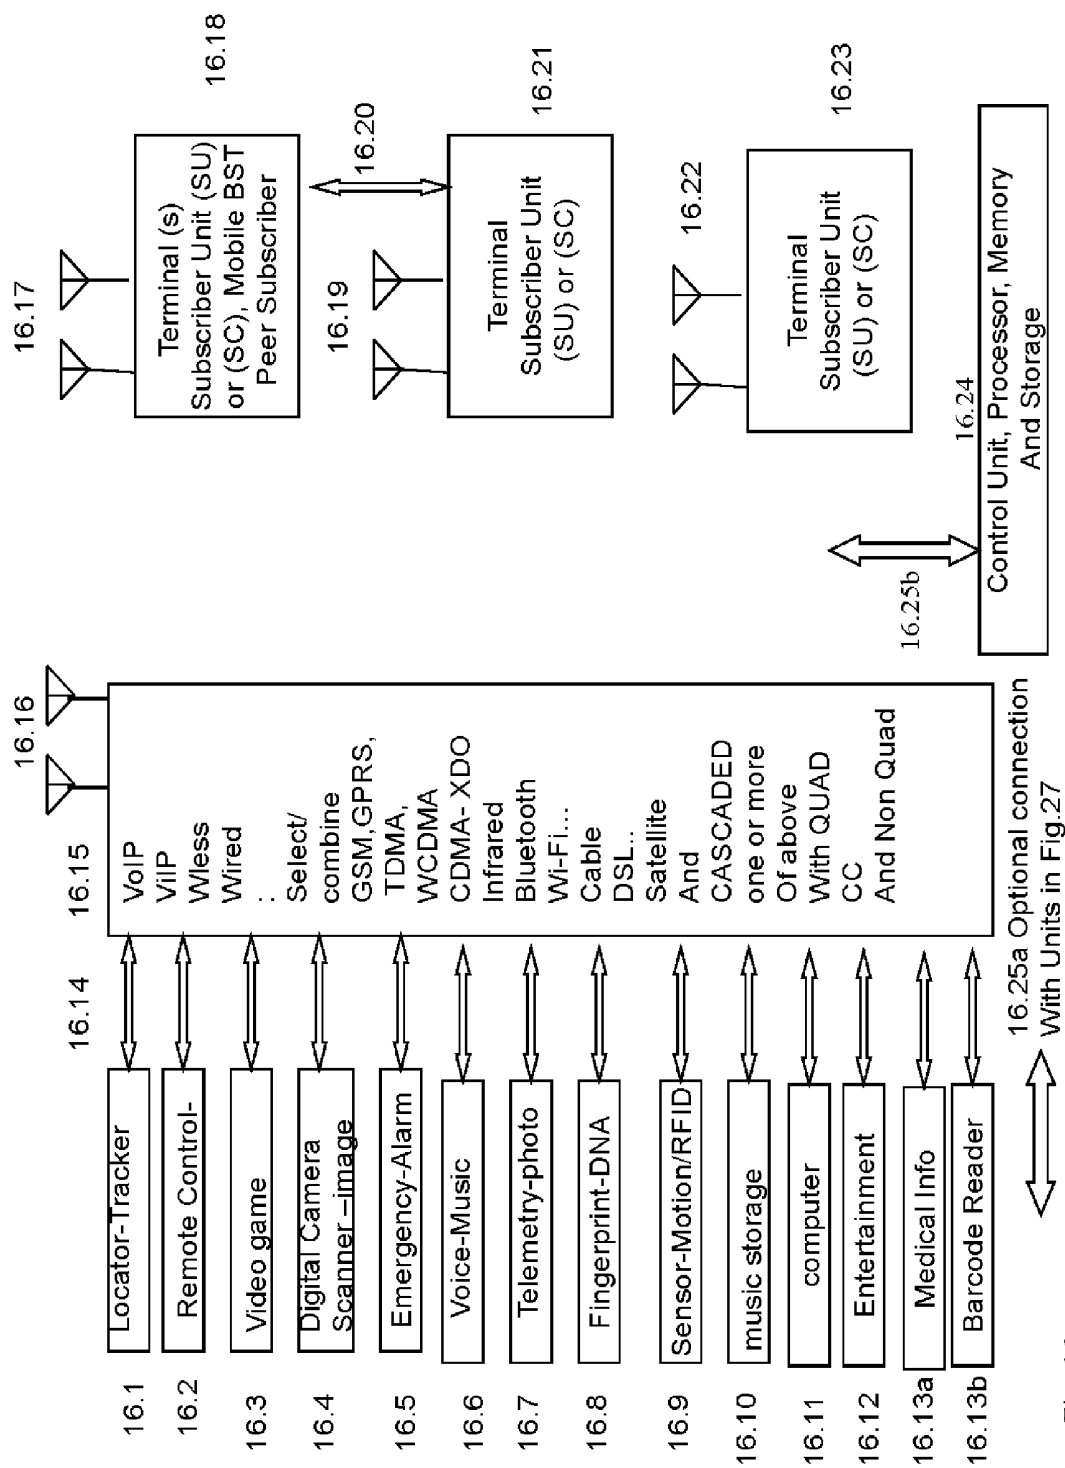 16.1
Locator-Tracker
16.2
Remote Control-
16.3
Video game
16.4
Digital Camera
Scanner –image
16.5
Emergency-Alarm
16.6
Voice-Music
16.7
Telemetry-photo
16.8
Fingerprint-DNA
16.9
Sensor-Motion/RFID
16.10
music storage
16.11
computer
16.12
Entertainment
16.13a
Medical Info
16.13b
Barcode Reader
16.14
16.15
16.16
VoIP
ViIP
Wless
Wired
:
Select/
combine
GSM,GPRS,
TDMA,
WCDMA
CDMA- XDO
Infrared
Bluetooth
Wi-Fi...
Cable
DSL..
Satellite
And
CASCADED
one or more
Of above
With QUAD
CC
And Non Quad
16.25a Optional connection
With Units in Fig.27
16.17
16.18
Terminal (s)
Subscriber Unit (SU)
or (SC), Mobile BST
Peer Subscriber
16.19
16.20
16.21
Terminal
Subscriber Unit
(SU) or (SC)
16.22
16.23
Terminal
Subscriber Unit
(SU) or (SC)
16.24
16.25b
Control Unit, Processor, Memory
And Storage